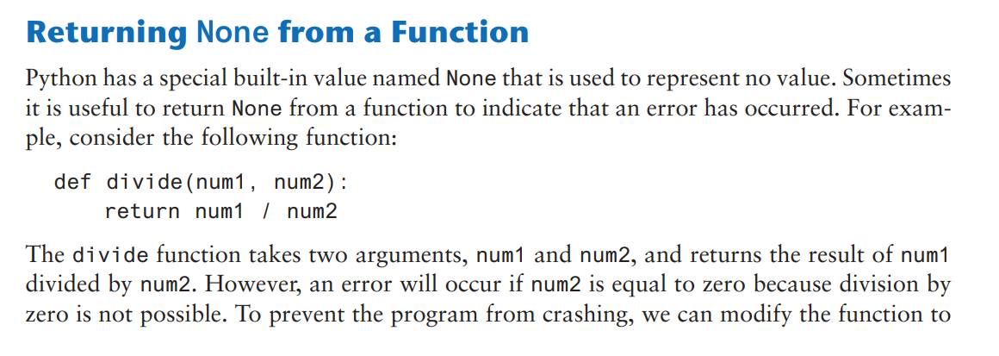 Returning None from a Function
Python has a special built-in value named None that is used to represent no value. Sometimes
it is useful to return None from a function to indicate that an error has occurred. For exam-
ple, consider the following function:
def divide(num1, num2):
    return num1 / num2
The divide function takes two arguments, num1 and num2, and returns the result of num1
divided by num2. However, an error will occur if num2 is equal to zero because division by
zero is not possible. To prevent the program from crashing, we can modify the function to